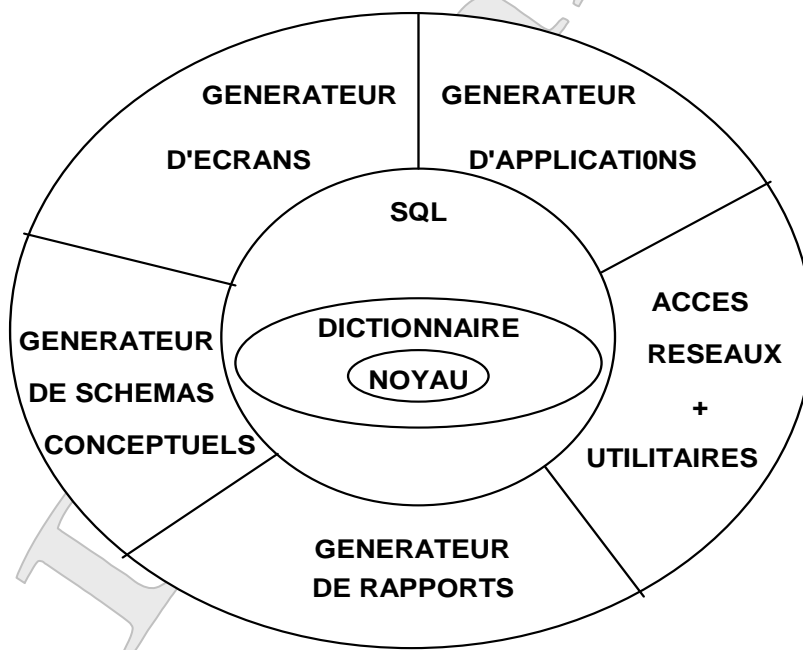 GENERATEUR
D'ECRANS
GENERATEUR
D'APPLICATI0NS
SQL
DICTIONNAIRE
NOYAU
ACCES
RESEAUX
+
UTILITAIRES
GENERATEUR
DE SCHEMAS
CONCEPTUELS
GENERATEUR
DE RAPPORTS